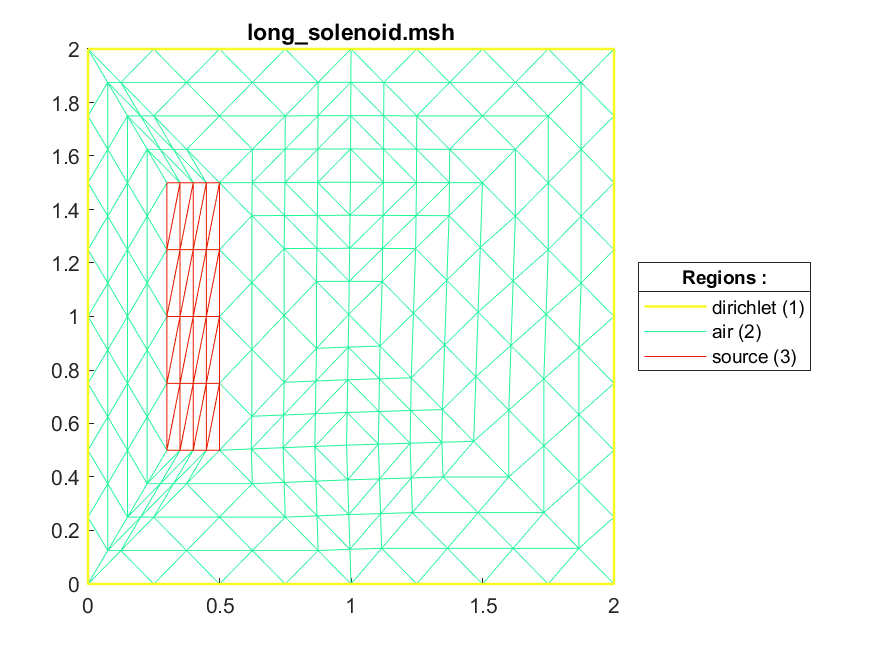 long_solenoid.msh
2
1.8
1.6
1.4
1.2
1
0.8
0.6
0.4
0.2
0
0 0.5 1 1.5 2
Regions :
dirichlet (1)
air (2)
source (3)